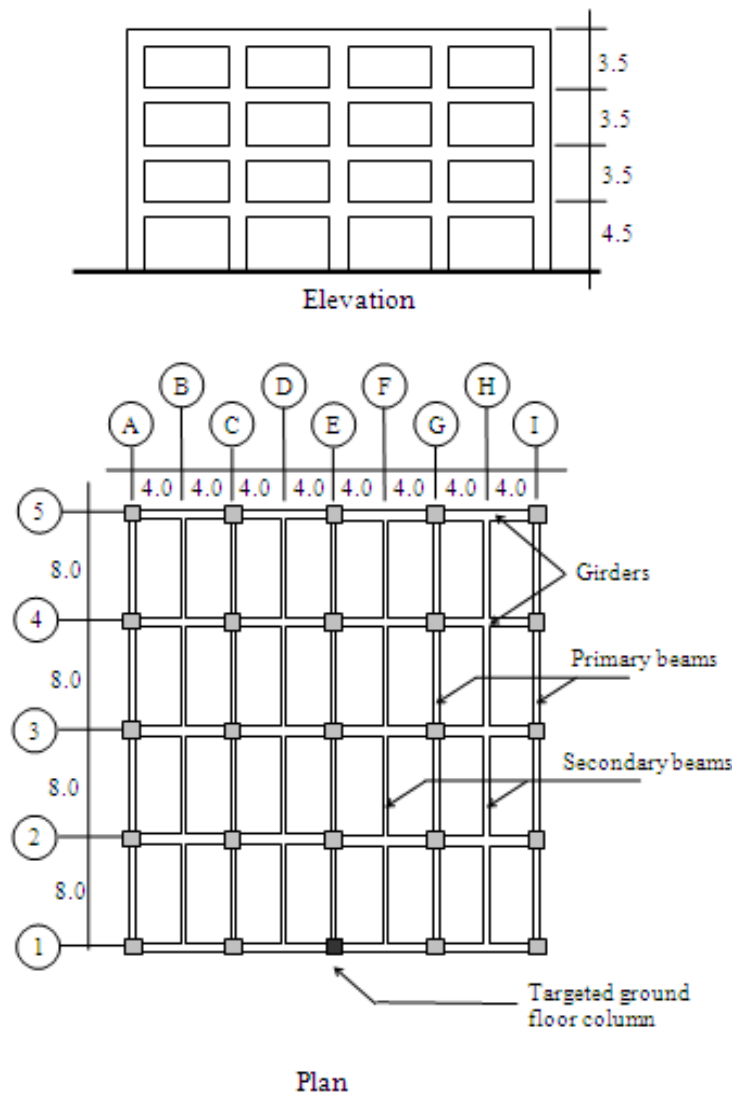 3.5
3.5
3.5
4.5
Elevation
B D F H
A C E G I
4.0 4.0 4.0 4.0 4.0 4.0 4.0 4.0
5
8.0
Girders
4
Primary beams
8.0
3
Secondary beams
8.0
2
8.0
1
Targeted ground
floor column
Plan